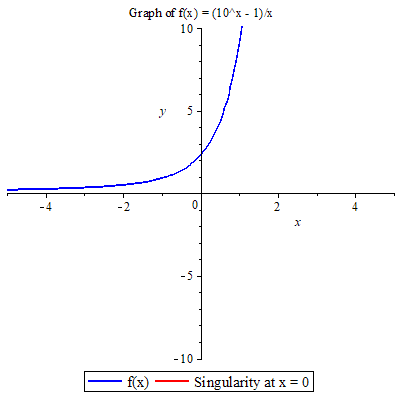 Graph of f(x) = (10^x - 1)/x
10
y
5
-4 -2 0 2 4
x
-5
-10
f(x) Singularity at x = 0